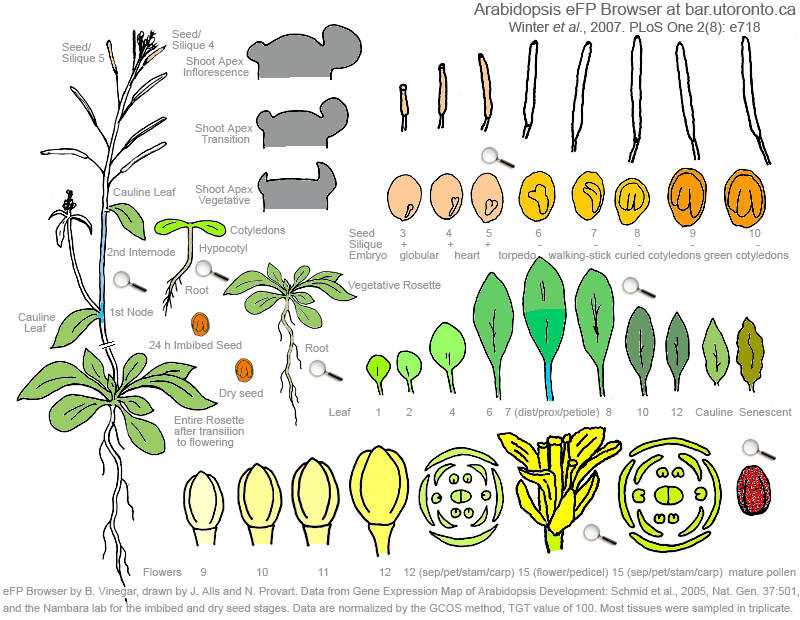 Arabidopsis eFP Browser at bar.utoronto.ca
Winter et al., 2007. PLoS One 2(8): e718
Seed/
Silique 5
Seed/
Silique 4
Shoot Apex
Inflorescence
Shoot Apex
Transition
Shoot Apex
Vegetative
Cauline Leaf
Cotyledons
2nd Internode
Hypocotyl
Root
1st Node
Cauline
Leaf
24 h Imbibed Seed
Dry seed
Entire Rosette
after transition
to flowering
Vegetative Rosette
Root
Seed 3 4 5 6 7 8 9 10
Silique + + + - - - - -
Embryo globular heart torpedo walking-stick curled cotyledons green cotyledons
Leaf 1 2 4 6 7 (dist/prox/petiole) 8 10 12 Cauline Senescent
Flowers 9 10 11 12 12 (sep/pet/stam/carp) 15 (flower/pedicel) 15 (sep/pet/stam/carp) mature pollen
eFP Browser by B. Vinegar, drawn by J. Alls and N. Provart. Data from Gene Expression Map of Arabidopsis Development: Schmid et al., 2005, Nat. Gen. 37:501,
and the Nambara lab for the imbibed and dry seed stages. Data are normalized by the GCOS method, TGT value of 100. Most tissues were sampled in triplicate.